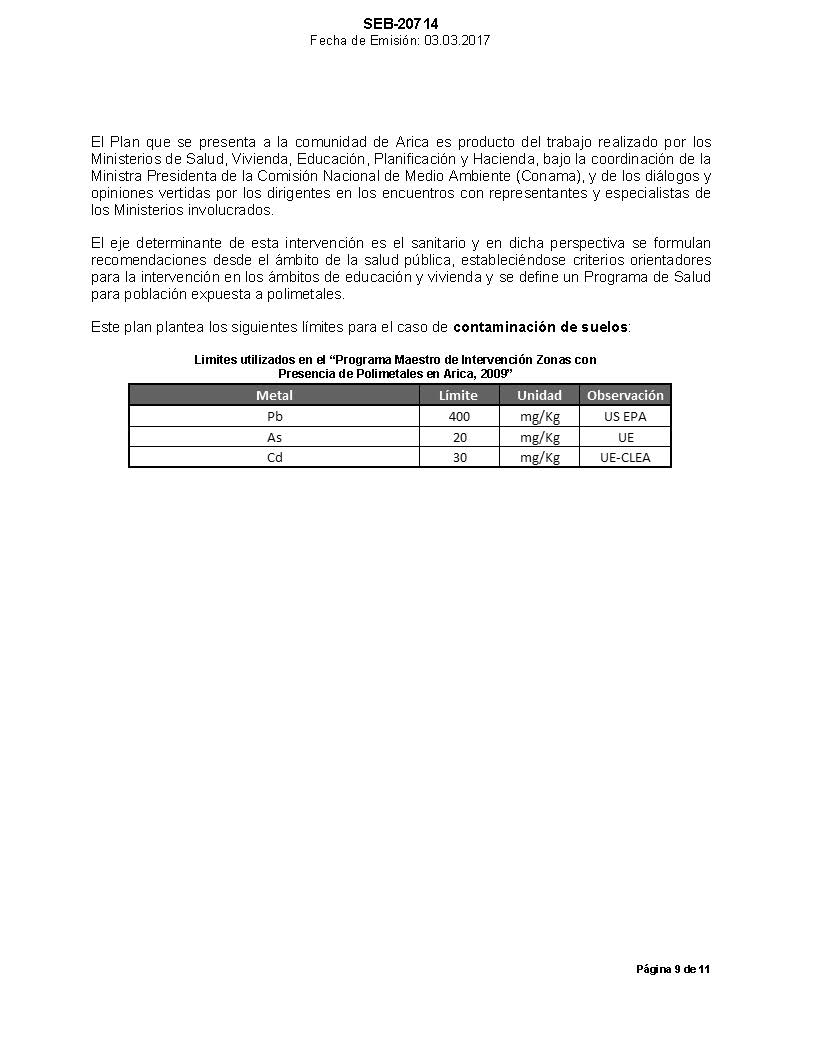 SEB-20714
Fecha de Emisión: 03.03.2017
El Plan que se presenta a la comunidad de Arica es producto del trabajo realizado por los
Ministerios de Salud, Vivienda, Educación, Planificación y Hacienda, bajo la coordinación de la
Ministra Presidenta de la Comisión Nacional de Medio Ambiente (Conama), y de los diálogos y
opiniones vertidas por los dirigentes en los encuentros con representantes y especialistas de
los Ministerios involucrados.
El eje determinante de esta intervención es el sanitario y en dicha perspectiva se formulan
recomendaciones desde el ámbito de la salud pública, estableciéndose criterios orientadores
para la intervención en los ámbitos de educación y vivienda y se define un Programa de Salud
para población expuesta a polimetales.
Este plan plantea los siguientes límites para el caso de contaminación de suelos:
Limites utilizados en el “Programa Maestro de Intervención Zonas con
Presencia de Polimetales en Arica, 2009”
Metal Límite Unidad Observación
Pb 400 mg/Kg US EPA
As 20 mg/Kg UE
Cd 30 mg/Kg UE-CLEA
Página 9 de 11